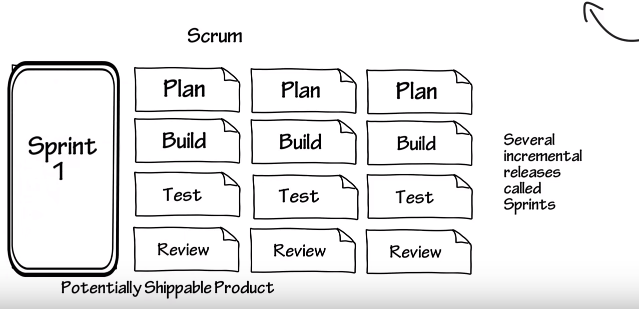 Scrum
Sprint
1
Plan Plan Plan
Build Build Build
Test Test Test
Review Review Review
Several
incremental
releases
called
Sprints
Potentially Shippable Product